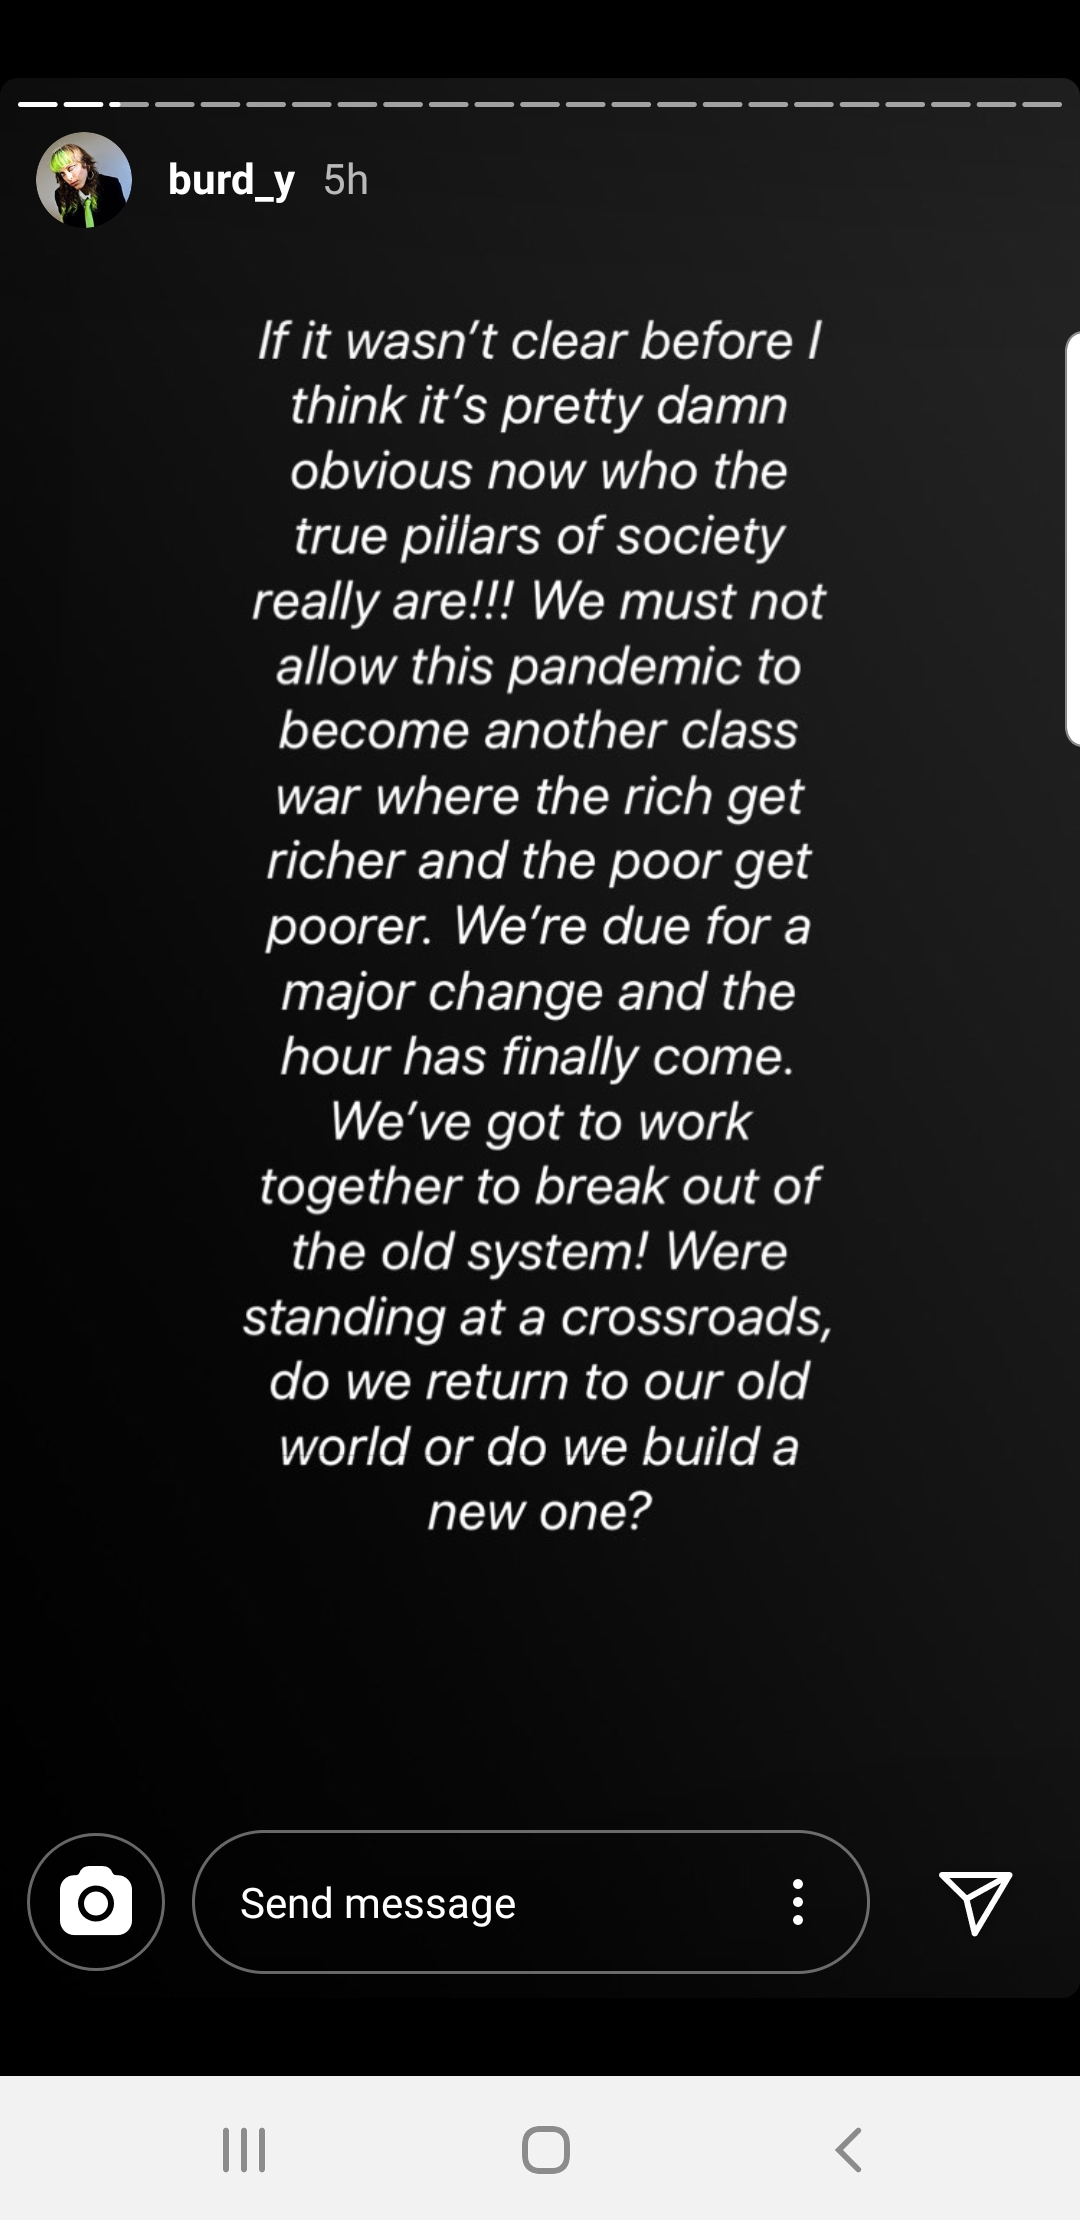 burd_y 5h
If it wasn’t clear before I
think it’s pretty damn
obvious now who the
true pillars of society
really are!!! We must not
allow this pandemic to
become another class
war where the rich get
richer and the poor get
poorer. We’re due for a
major change and the
hour has finally come.
We’ve got to work
together to break out of
the old system! Were
standing at a crossroads,
do we return to our old
world or do we build a
new one?
Send message